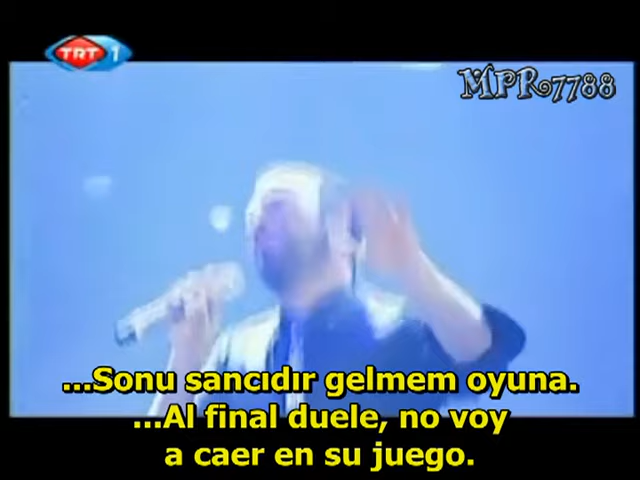 TRT 1
MPR7788
...Sonu sancıdır gelmem oyuna.
...Al final duele, no voy
a caer en su juego.